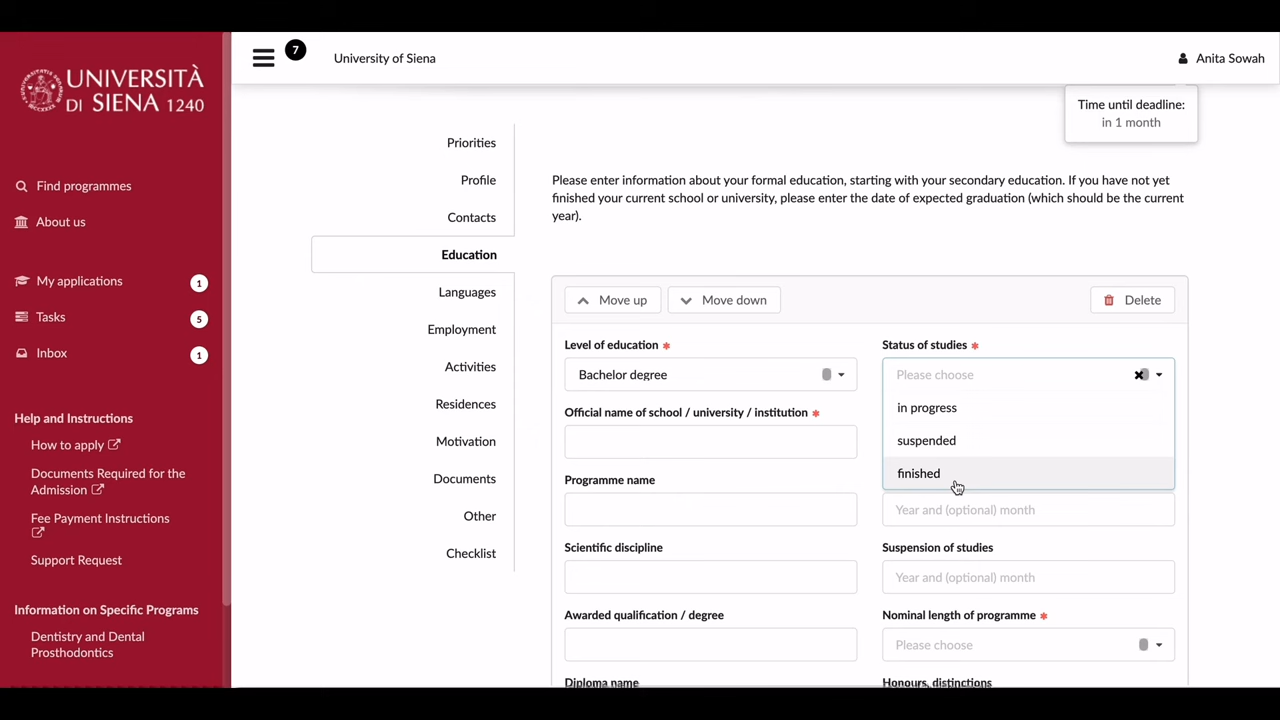 UNIVERSITÀ
DI SIENA 1240
7
University of Siena
Anita Sowah
Time until deadline:
in 1 month
Find programmes
About us
My applications
1
Tasks
5
Inbox
1
Help and Instructions
How to apply
Documents Required for the
Admission
Fee Payment Instructions
Support Request
Information on Specific Programs
Dentistry and Dental
Prosthodontics
Priorities
Profile
Contacts
Education
Languages
Employment
Activities
Residences
Motivation
Documents
Other
Checklist
Please enter information about your formal education, starting with your secondary education. If you have not yet
finished your current school or university, please enter the date of expected graduation (which should be the current
year).
Move up
Move down
Delete
Level of education *
Bachelor degree
Status of studies *
Please choose
in progress
suspended
finished
Official name of school / university / institution *
Programme name
Year and (optional) month
Scientific discipline
Suspension of studies
Year and (optional) month
Awarded qualification / degree
Nominal length of programme *
Please choose
Diploma name
Honours, distinctions